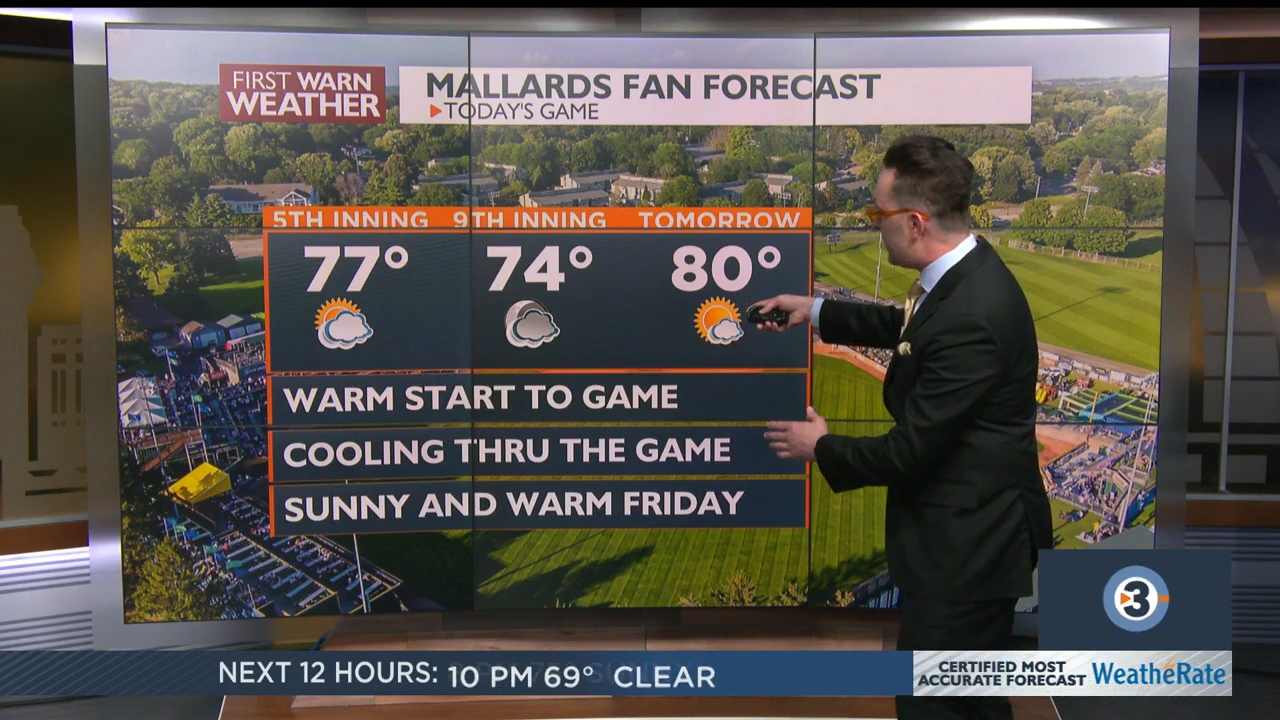 FIRST WARN
WEATHER
MALLARDS FAN FORECAST
TODAY'S GAME
5TH INNING 9TH INNING TOMORROW
77° 74° 80°
WARM START TO GAME
COOLING THRU THE GAME
SUNNY AND WARM FRIDAY
3
NEXT 12 HOURS: 10 PM 69° CLEAR
CERTIFIED MOST
ACCURATE FORECAST
WeatheRate